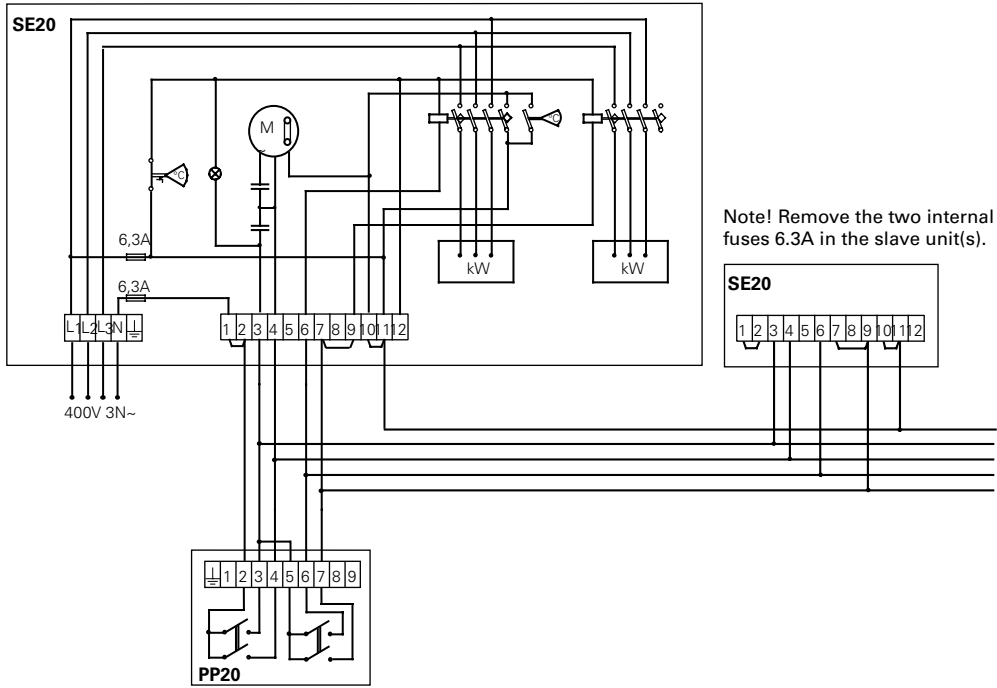 SE20
M
~
°C
°C
6,3A
6,3A
kW
kW
L1 L2 L3 N
1 2 3 4 5 6 7 8 9 10 11 12
400V 3N~
Note! Remove the two internal
fuses 6.3A in the slave unit(s).
SE20
1 2 3 4 5 6 7 8 9 10 11 12
1 2 3 4 5 6 7 8 9
PP20